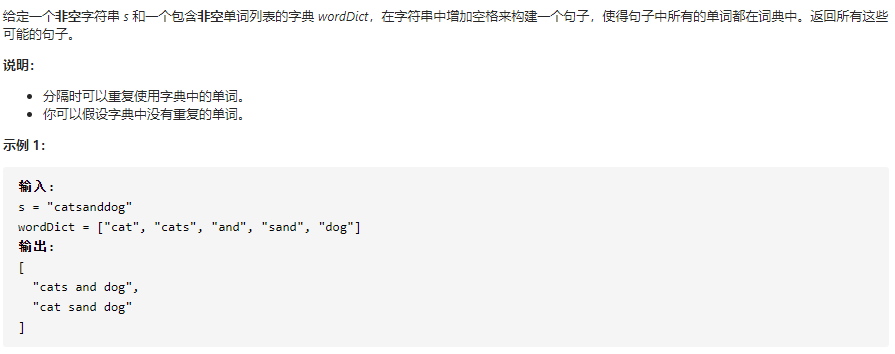 给定一个非空字符串 s 和一个包含非空单词列表的字典 wordDict，在字符串中增加空格来构建一个句子，使得句子中所有的单词都在词典中。返回所有这些
可能的句子。
说明：
• 分隔时可以重复使用字典中的单词。
• 你可以假设字典中没有重复的单词。
示例 1：
输入:
s = "catsanddog"
wordDict = ["cat", "cats", "and", "sand", "dog"]
输出:
[
  "cats and dog",
  "cat sand dog"
]